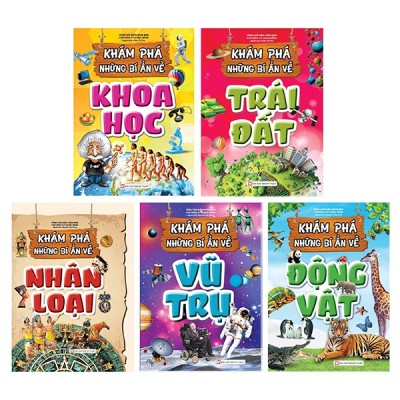 KHÁM PHÁ
NHỮNG BÍ ẨN VỀ
KHOA
HỌC
KHÁM PHÁ
NHỮNG BÍ ẨN VỀ
TRÁI
ĐẤT
KHÁM PHÁ
NHỮNG BÍ ẨN VỀ
NHÂN
LOẠI
KHÁM PHÁ
NHỮNG BÍ ẨN VỀ
VŨ
TRỤ
KHÁM PHÁ
NHỮNG BÍ ẨN VỀ
ĐỘNG
VẬT